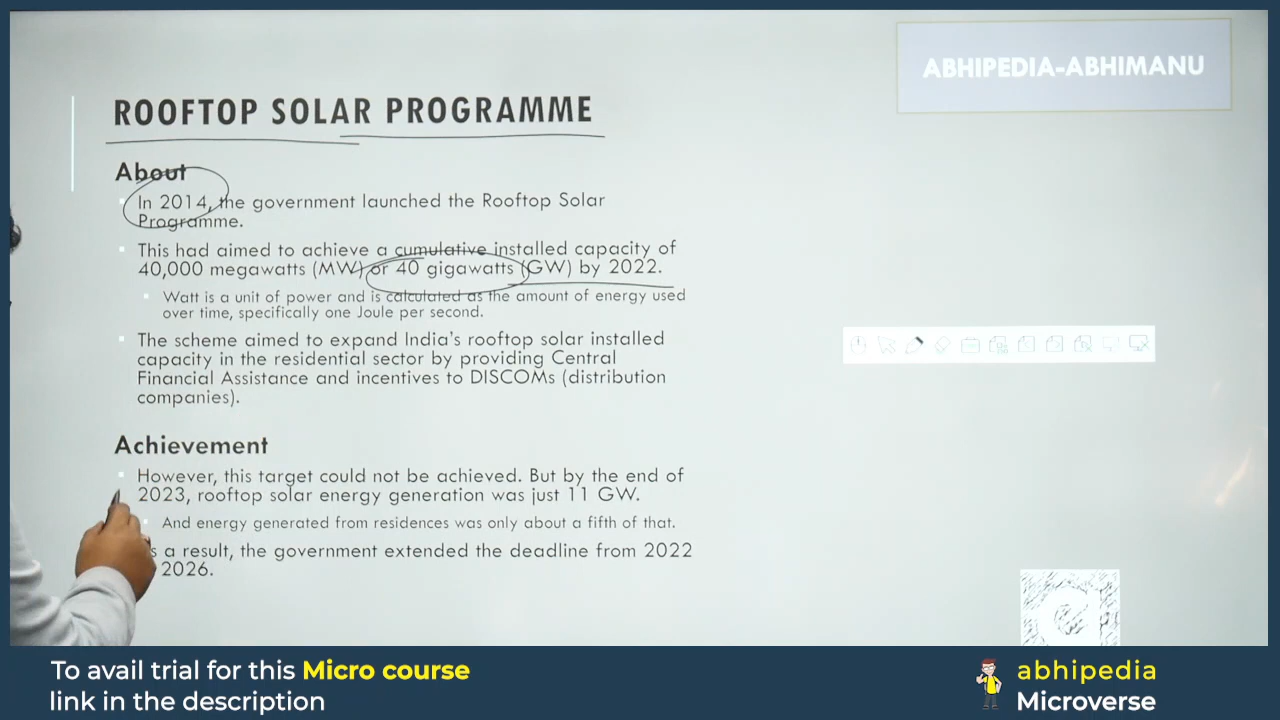 ABHIPEDIA-ABHIMANU
ROOFTOP SOLAR PROGRAMME
About
In 2014, the government launched the Rooftop Solar
Programme.
This had aimed to achieve a cumulative installed capacity of
40,000 megawatts (MW) or 40 gigawatts (GW) by 2022.
Watt is a unit of power and is calculated as the amount of energy used
over time, specifically one Joule per second.
The scheme aimed to expand India's rooftop solar installed
capacity in the residential sector by providing Central
Financial Assistance and incentives to DISCOMs (distribution
companies).
Achievement
However, this target could not be achieved. But by the end of
2023, rooftop solar energy generation was just 11 GW.
And energy generated from residences was only about a fifth of that.
s a result, the government extended the deadline from 2022
2026.
To avail trial for this Micro course
link in the description
abhipedia
Microverse